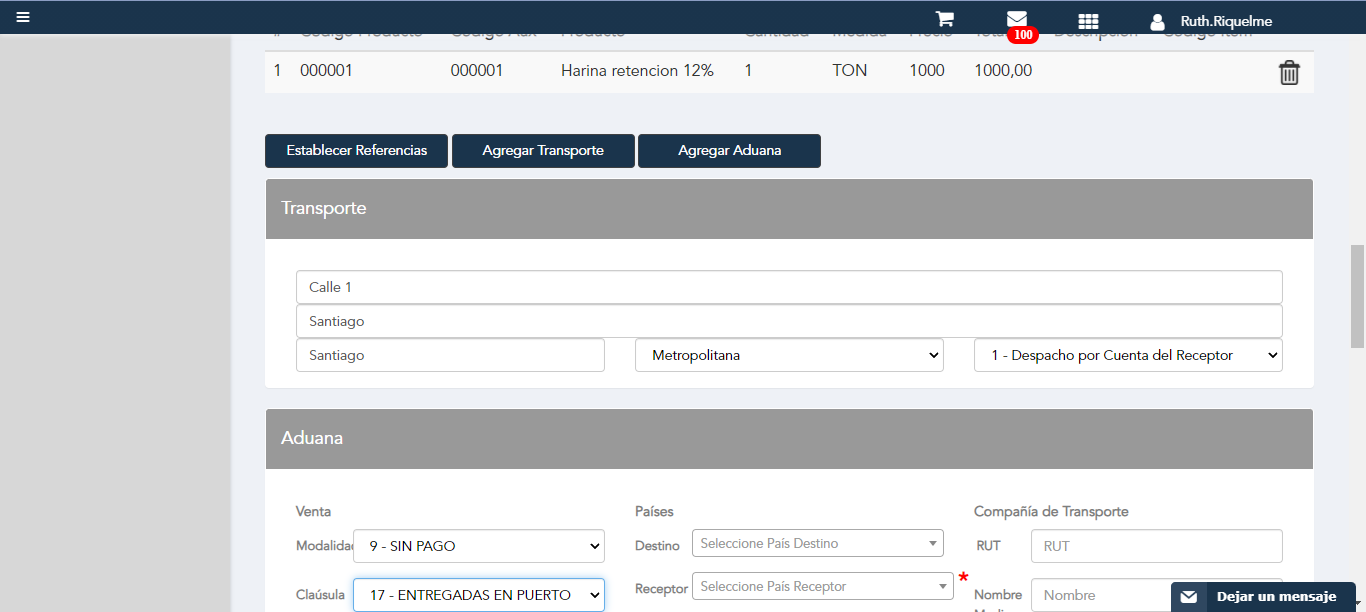 Ruth.Riquelme
100
1 000001 000001 Harina retencion 12% 1 TON 1000 1000,00
Establecer Referencias Agregar Transporte Agregar Aduana
Transporte
Calle 1
Santiago
Santiago Metropolitana 1 - Despacho por Cuenta del Receptor
Aduana
Venta Países Compañía de Transporte
Modalidad 9 - SIN PAGO Destino Seleccione País Destino RUT RUT
Claúsula 17 - ENTREGADAS EN PUERTO Receptor Seleccione País Receptor * Nombre Nombre
Dejar un mensaje